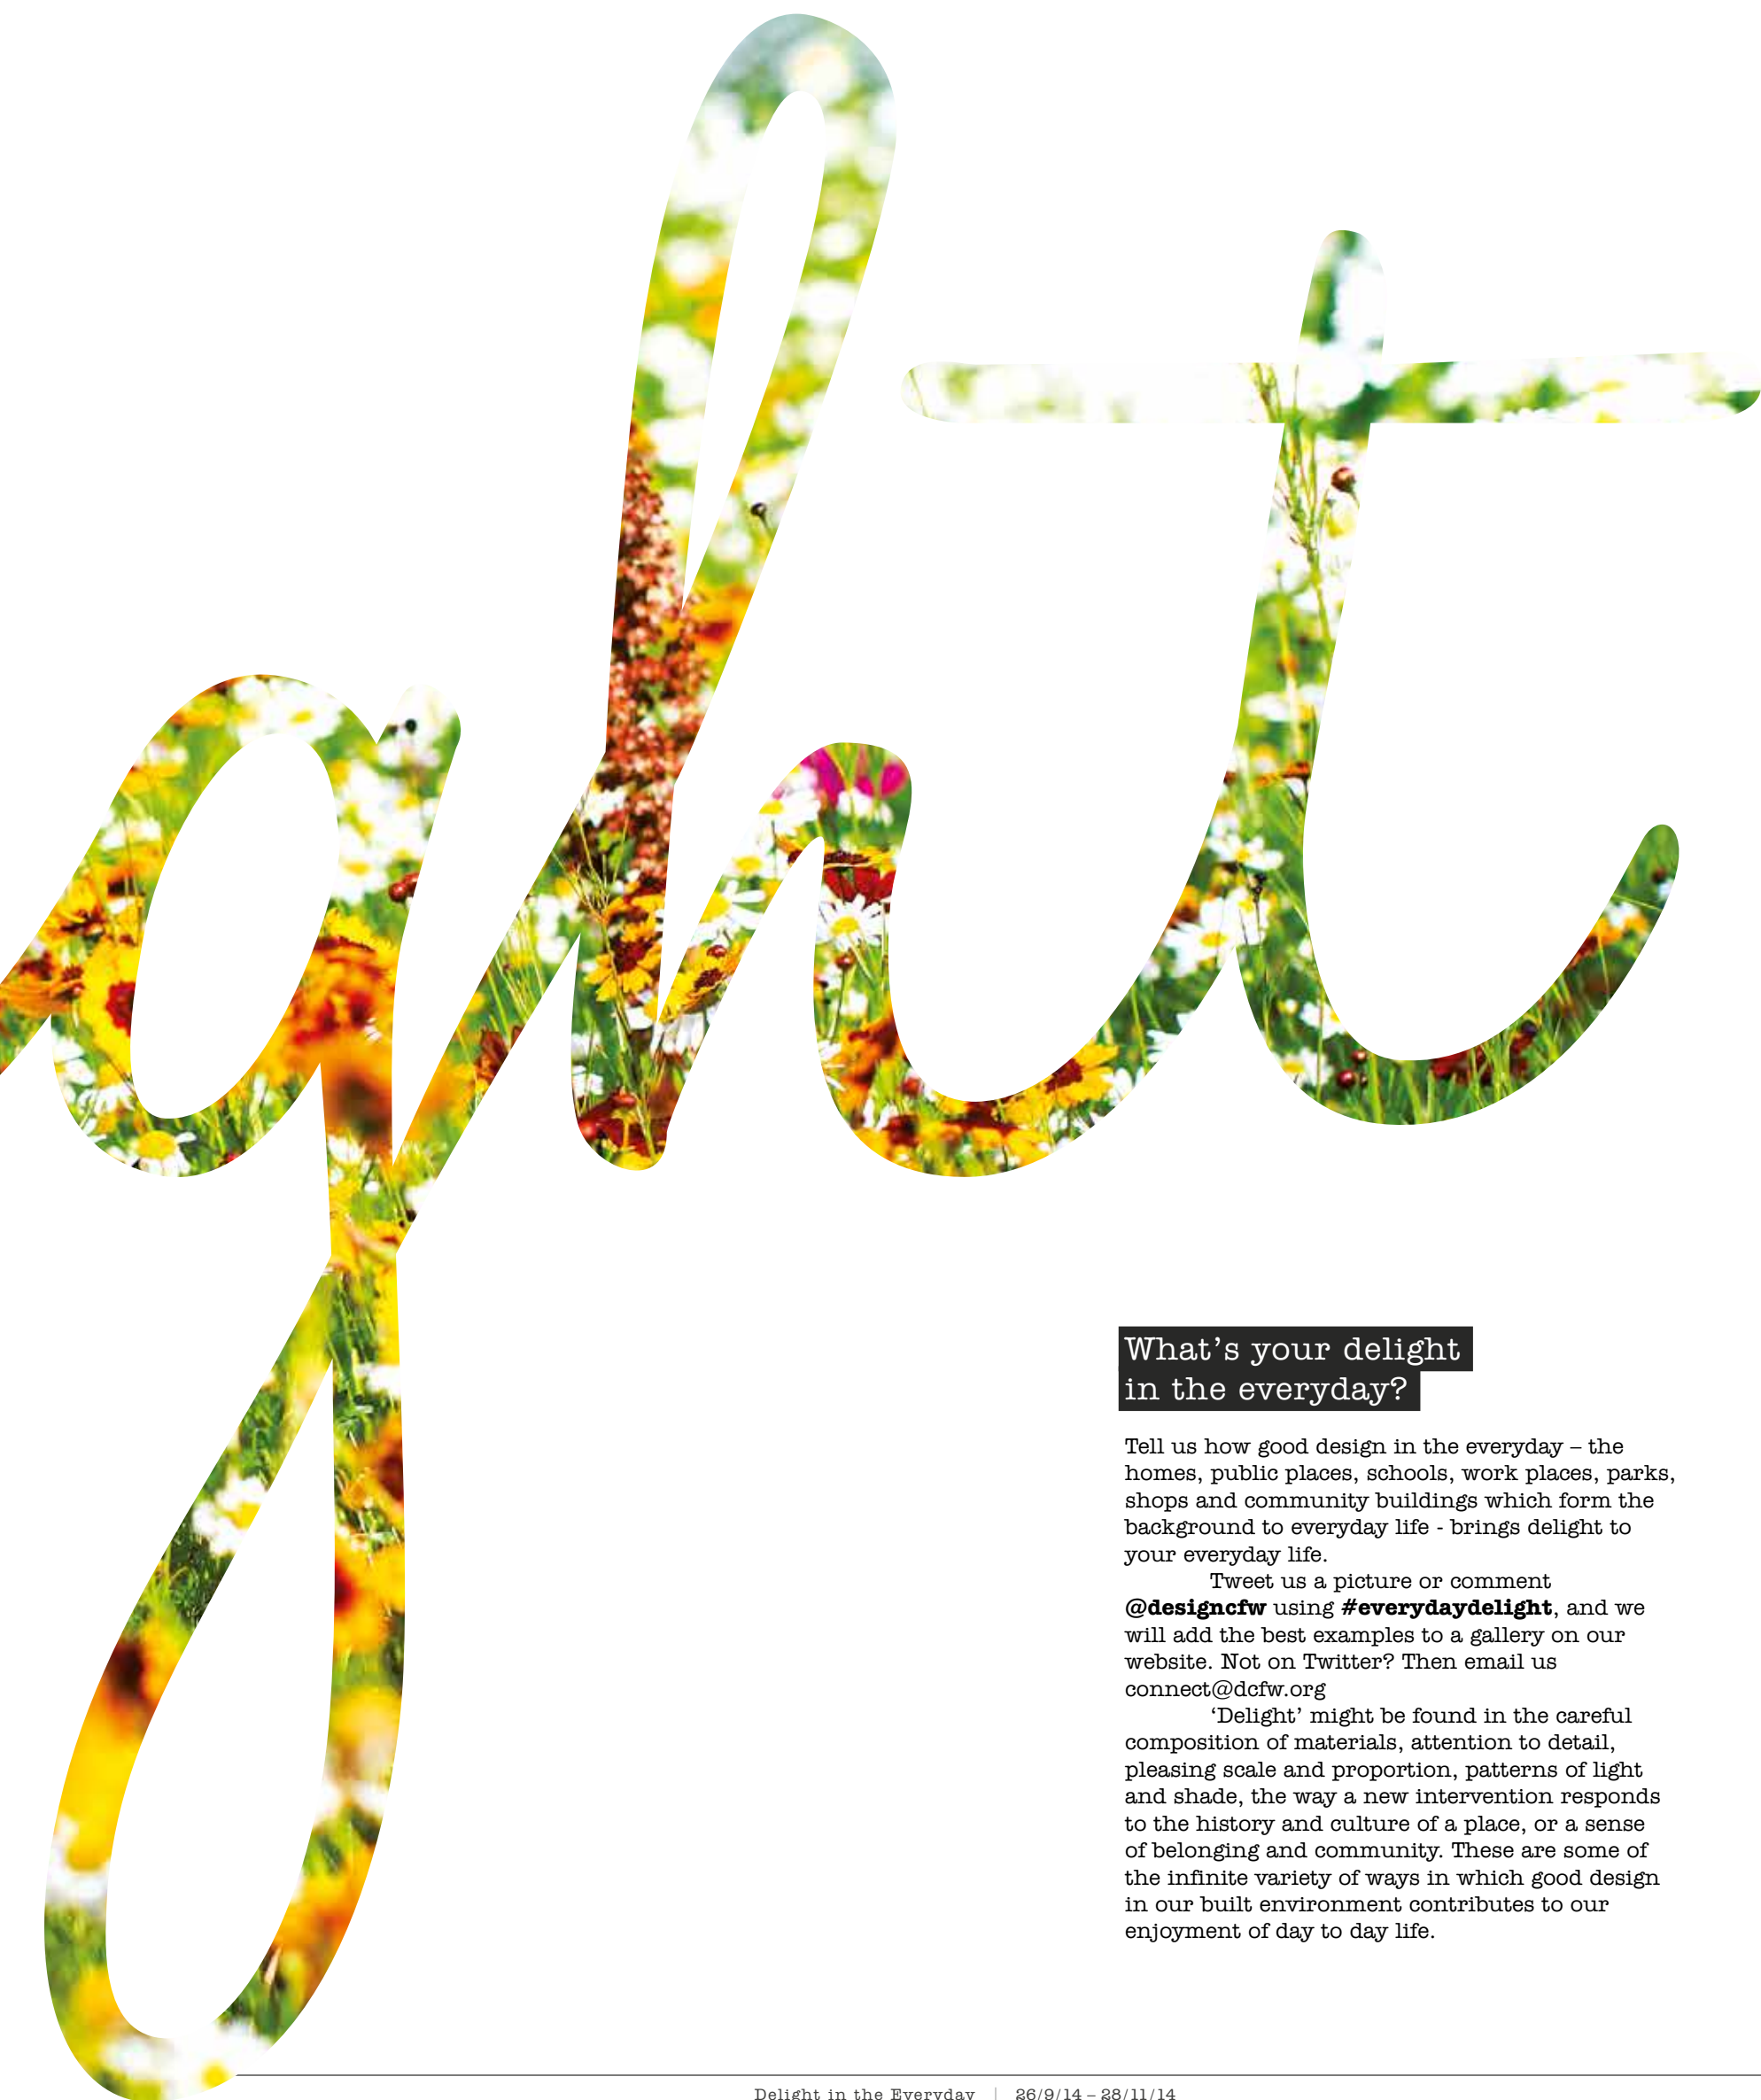 ght
What’s your delight
in the everyday?
Tell us how good design in the everyday – the
homes, public places, schools, work places, parks,
shops and community buildings which form the
background to everyday life - brings delight to
your everyday life.
Tweet us a picture or comment
@designcfw using #everydaydelight, and we
will add the best examples to a gallery on our
website. Not on Twitter? Then email us
connect@dcfw.org
‘Delight’ might be found in the careful
composition of materials, attention to detail,
pleasing scale and proportion, patterns of light
and shade, the way a new intervention responds
to the history and culture of a place, or a sense
of belonging and community. These are some of
the infinite variety of ways in which good design
in our built environment contributes to our
enjoyment of day to day life.
Delight in the Everyday | 26/9/14 – 28/11/14